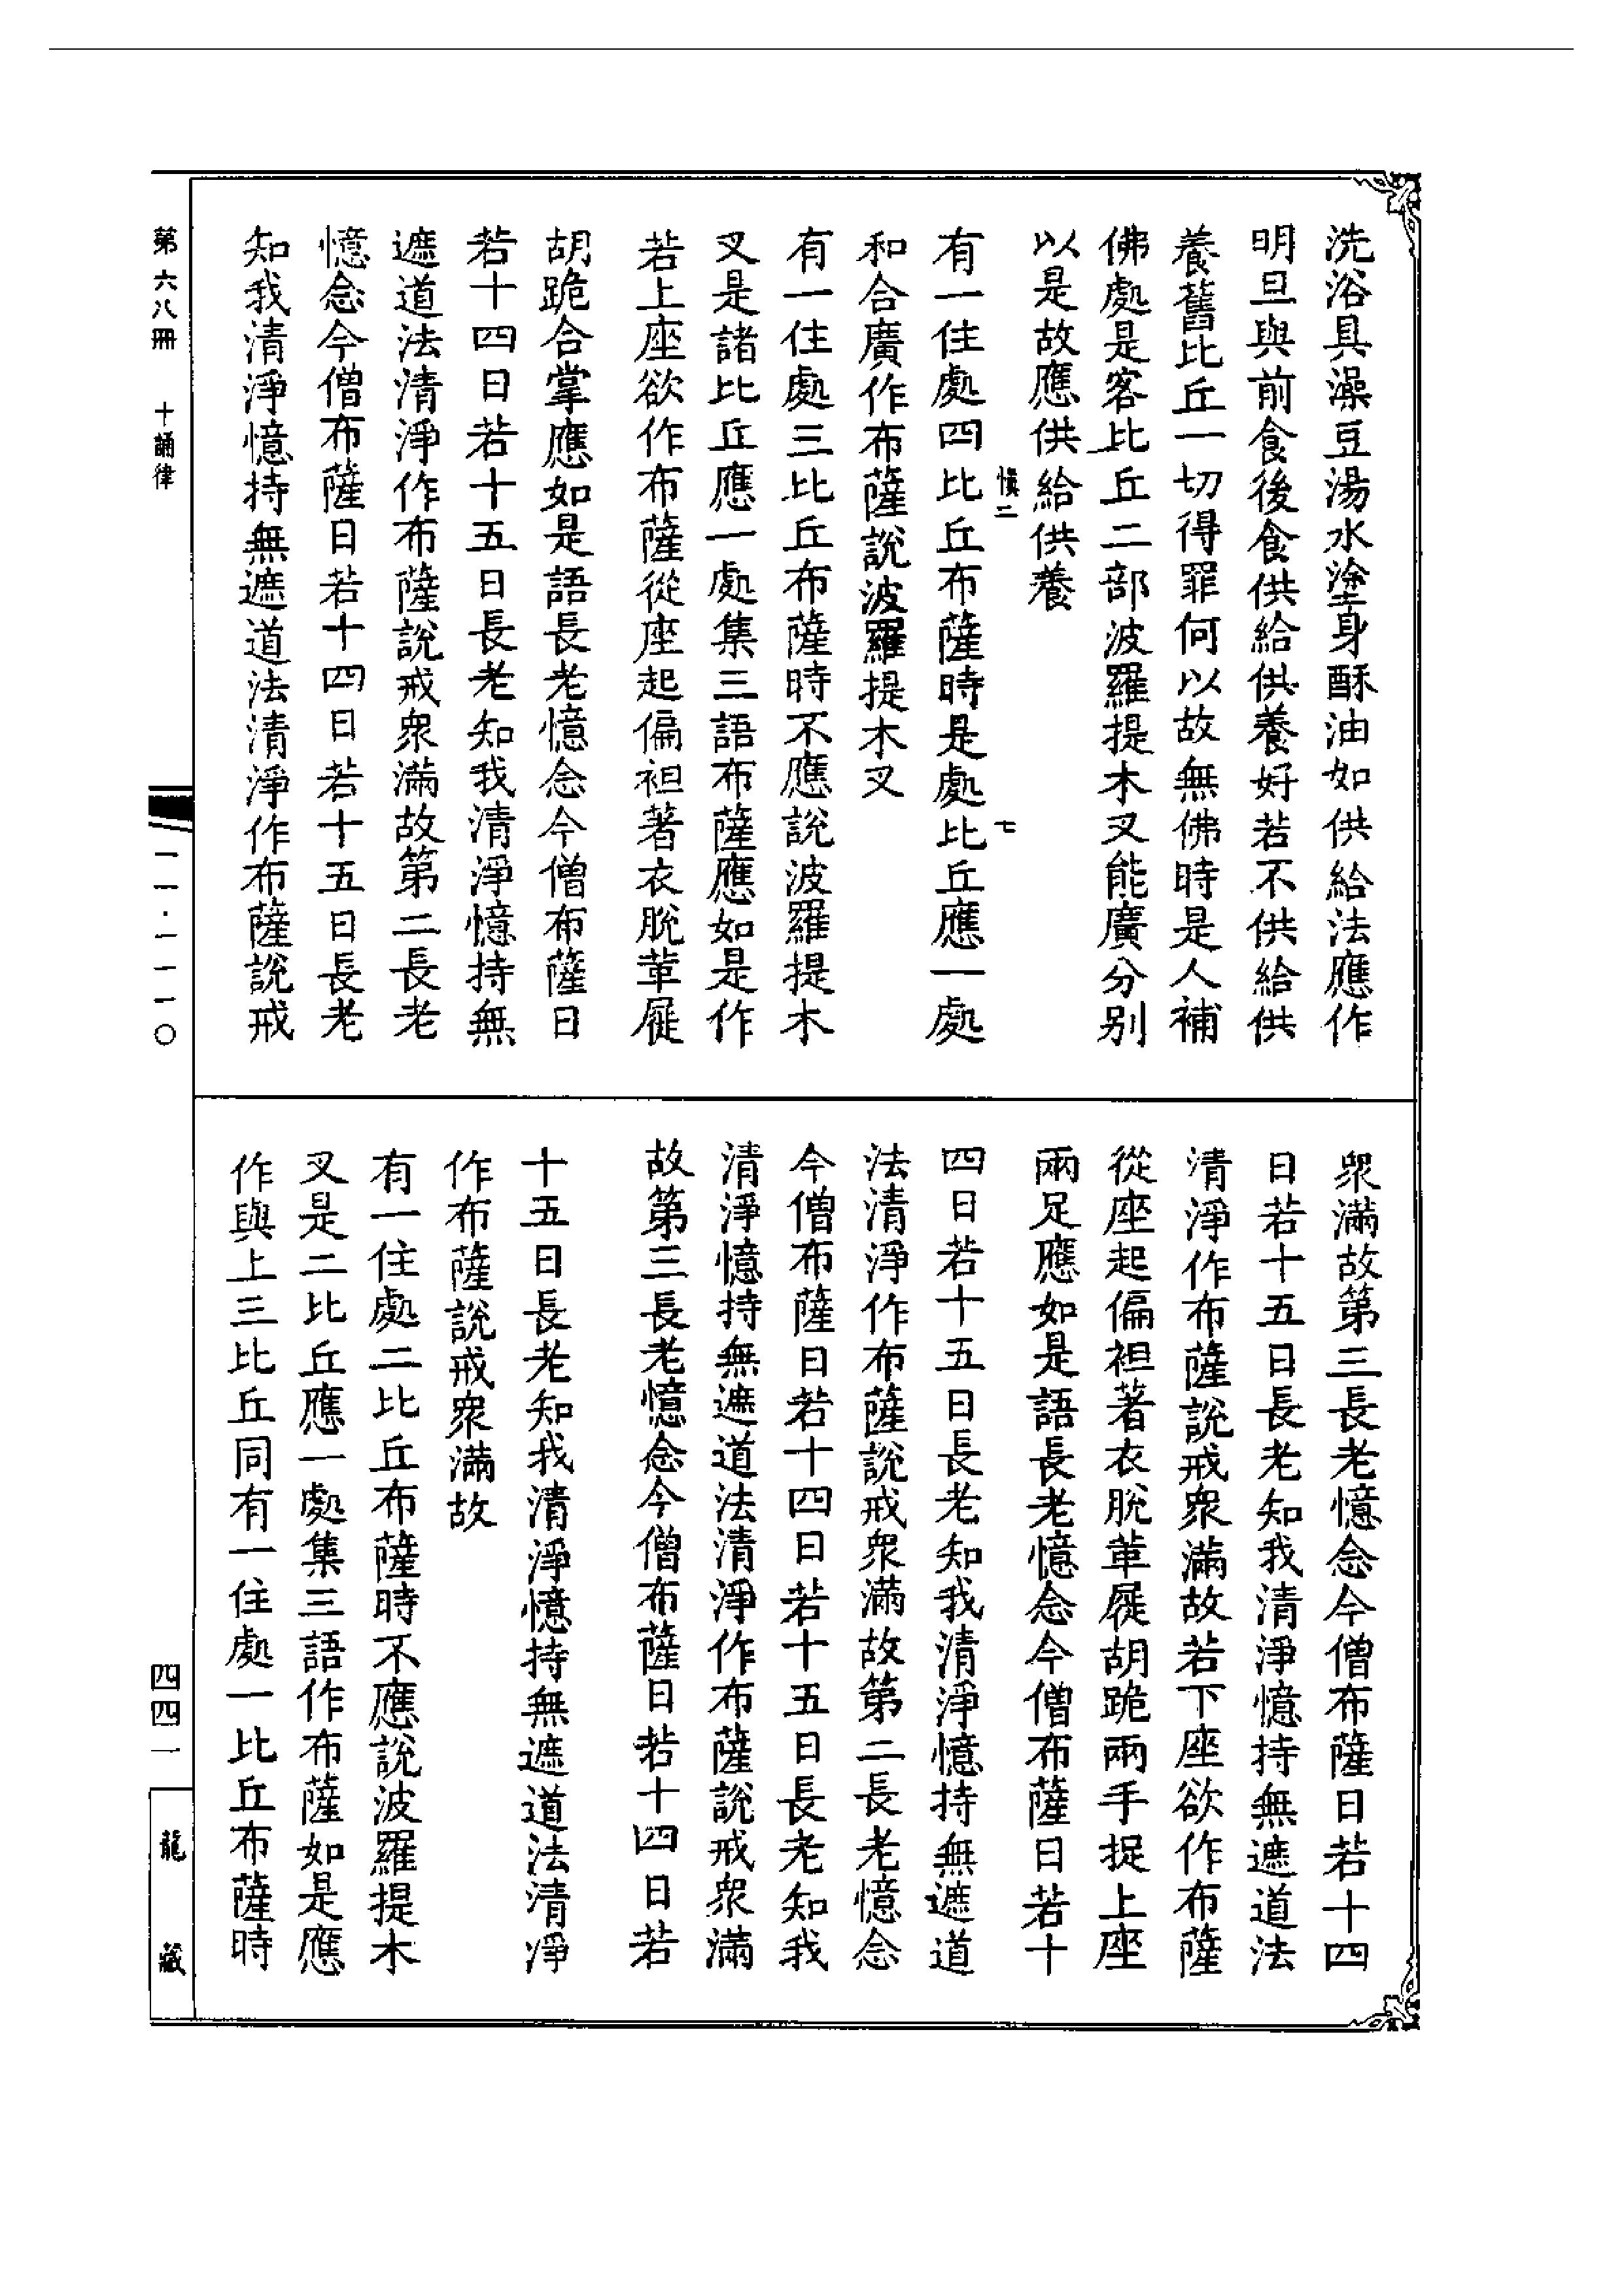 洗浴具澡豆湯水塗身酥油如供給法應作
明旦與前食後食供給供養好若不供給供
養舊比丘一切得罪何以故無佛時是人補
佛處是客比丘二部波羅提木叉能廣分別
以是故應供給供養
慎二
七
有一住處四比丘布薩時是處比丘應一處
和合廣作布薩說波羅提木叉
有一住處三比丘布薩時不應說波羅提木
叉是諸比丘應一處集三語布薩應如是作
若上座欲作布薩從座起偏袒著衣脫革屣
胡跪合掌應如是語長老憶念今僧布薩日
若十四日若十五日長老知我清淨憶持無
遮道法清淨作布薩說戒眾滿故第二長老
憶念今僧布薩日若十四日若十五日長老
知我清淨憶持無遮道法清淨作布薩說戒
眾滿故第三長老憶念今僧布薩日若十四
日若十五日長老知我清淨憶持無遮道法
清淨作布薩說戒眾滿故若下座欲作布薩
從座起偏袒著衣脫革屣胡跪兩手捉上座
兩足應如是語長老憶念今僧布薩日若十
四日若十五日長老知我清淨憶持無遮道
法清淨作布薩說戒眾滿故第二長老憶念
今僧布薩日若十四日若十五日長老知我
清淨憶持無遮道法清淨作布薩說戒眾滿
故第三長老憶念今僧布薩日若十四日若
十五日長老知我清淨憶持無遮道法清淨
作布薩說戒眾滿故
有一住處二比丘布薩時不應說波羅提木
叉是二比丘應一處集三語作布薩如是應
作與上三比丘同有一住處一比丘布薩時
第六八冊 十誦律
一一·一一一〇
四四一
龍藏